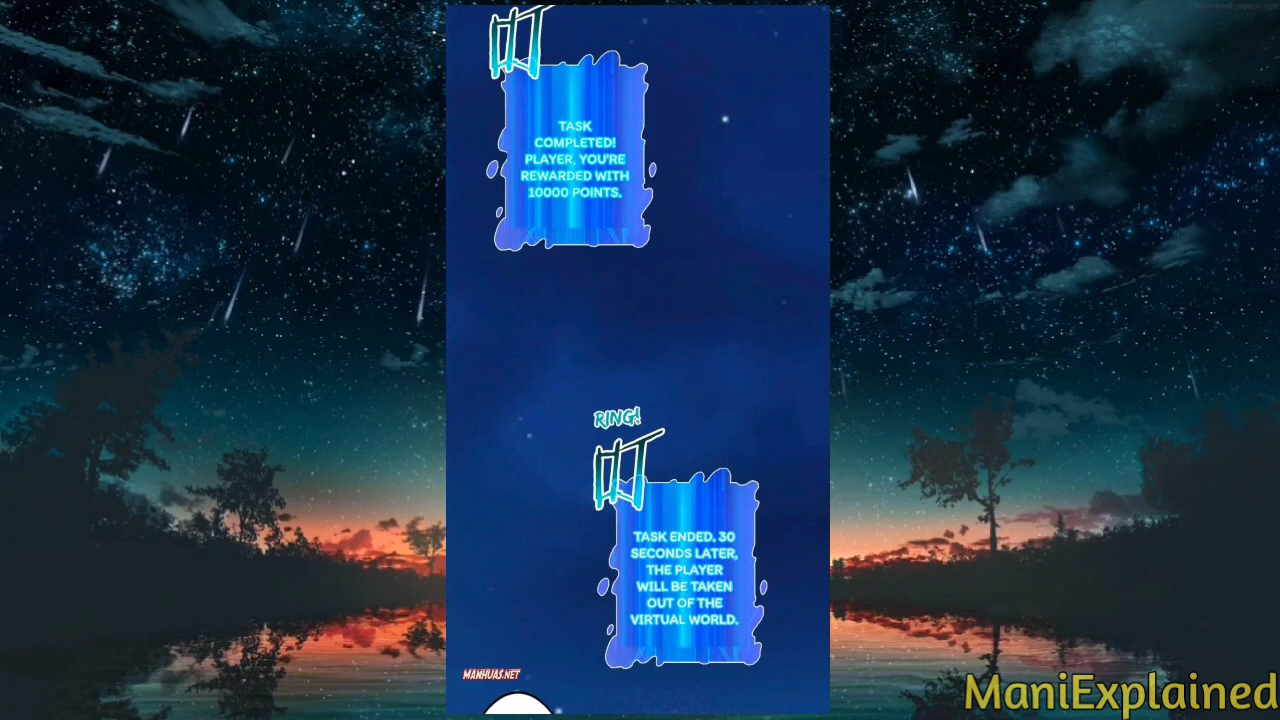 叮
TASK
COMPLETED!
PLAYER, YOU'RE
REWARDED WITH
10000 POINTS.
RING!
叮
TASK ENDED. 30
SECONDS LATER,
THE PLAYER
WILL BE TAKEN
OUT OF THE
VIRTUAL WORLD.
MANHUAS.NET
ManiExplained